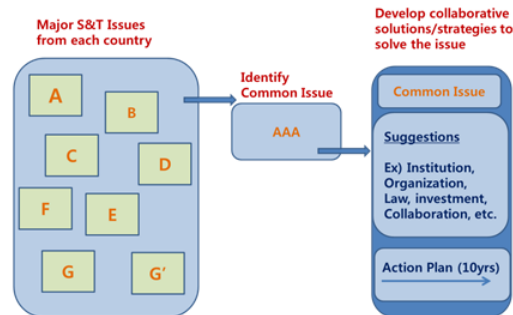 Major S&T Issues
from each country
A
B
C
D
F
E
G
G'
Identify
Common Issue
AAA
Develop collaborative
solutions/strategies to
solve the issue
Common Issue
Suggestions
Ex) Institution,
Organization,
Law, investment,
Collaboration, etc.
Action Plan (10yrs)